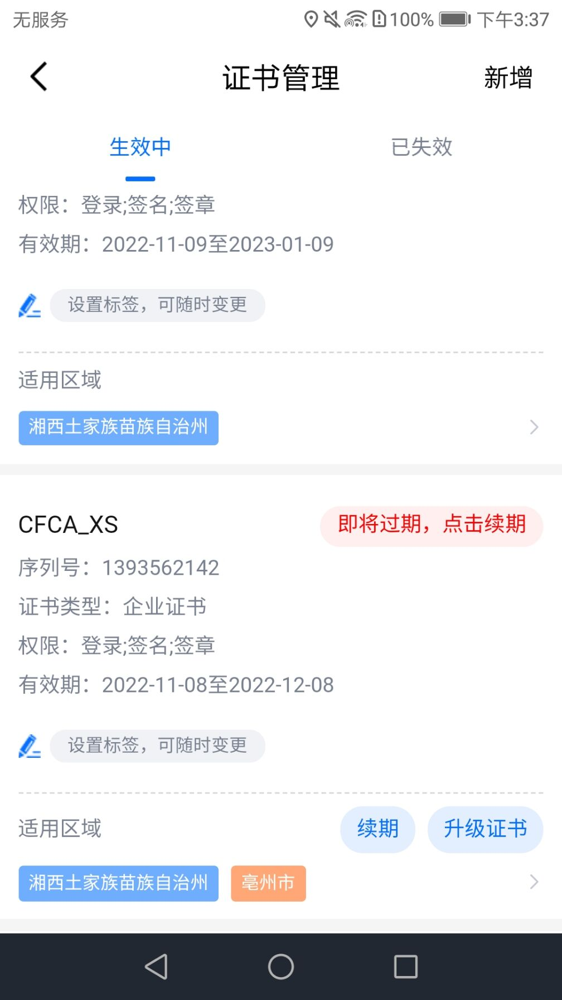 无服务 100% 下午3:37
证书管理 新增
生效中 已失效
权限：登录;签名;签章
有效期：2022-11-09至2023-01-09
设置标签，可随时变更
适用区域
湘西土家族苗族自治州
CFCA_XS 即将过期，点击续期
序列号：1393562142
证书类型：企业证书
权限：登录;签名;签章
有效期：2022-11-08至2022-12-08
设置标签，可随时变更
适用区域 续期 升级证书
湘西土家族苗族自治州 亳州市